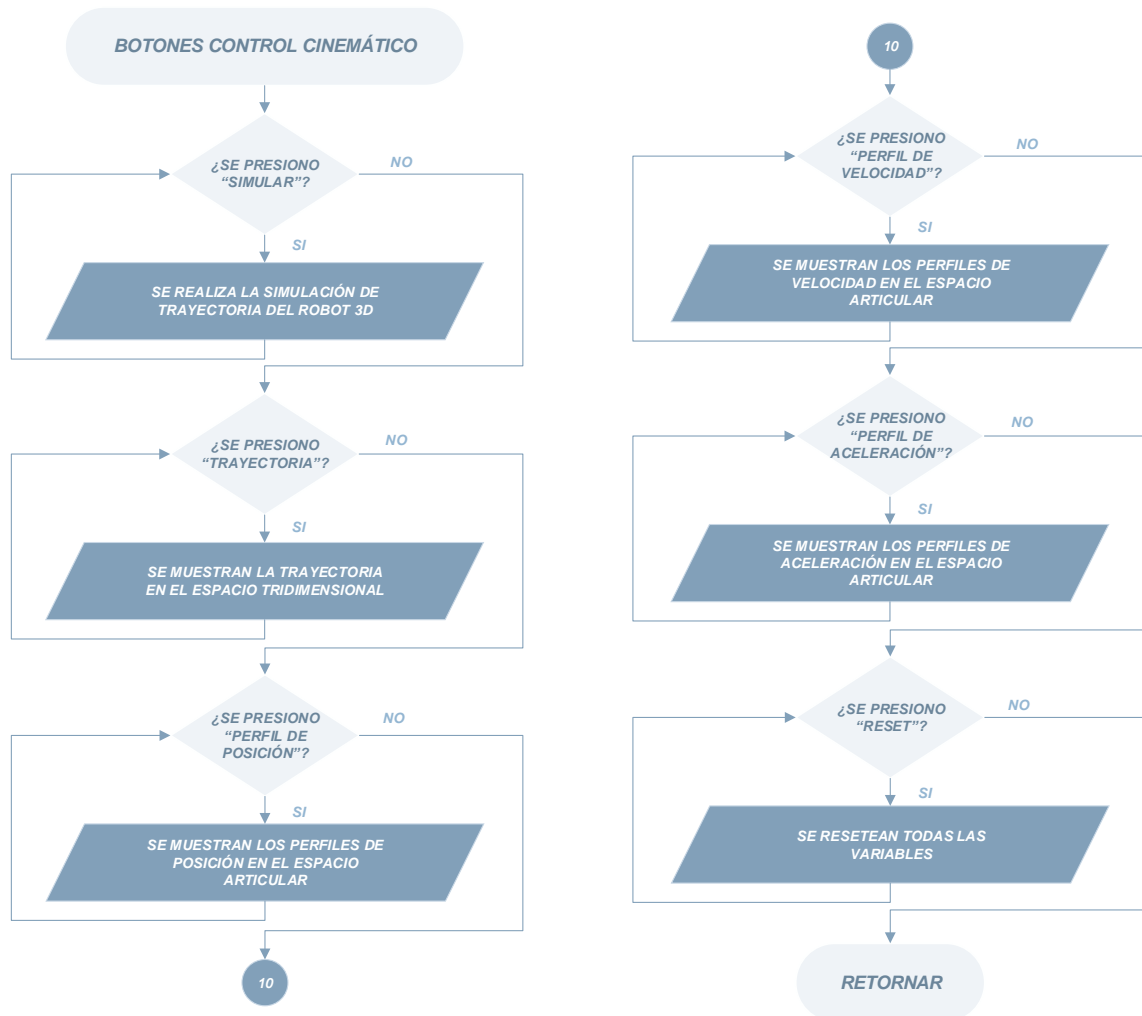 BOTONES CONTROL CINEMÁTICO
¿SE PRESIONO
“SIMULAR”?
NO
SI
SE REALIZA LA SIMULACIÓN DE
TRAYECTORIA DEL ROBOT 3D
¿SE PRESIONO
“TRAYECTORIA”?
NO
SI
SE MUESTRAN LA TRAYECTORIA
EN EL ESPACIO TRIDIMENSIONAL
¿SE PRESIONO
“PERFIL DE
POSICIÓN”?
NO
SI
SE MUESTRAN LOS PERFILES DE
POSICIÓN EN EL ESPACIO
ARTICULAR
10
10
¿SE PRESIONO
“PERFIL DE
VELOCIDAD”?
NO
SI
SE MUESTRAN LOS PERFILES DE
VELOCIDAD EN EL ESPACIO
ARTICULAR
¿SE PRESIONO
“PERFIL DE
ACELERACIÓN”?
NO
SI
SE MUESTRAN LOS PERFILES DE
ACELERACIÓN EN EL ESPACIO
ARTICULAR
¿SE PRESIONO
“RESET”?
NO
SI
SE RESETEAN TODAS LAS
VARIABLES
RETORNAR